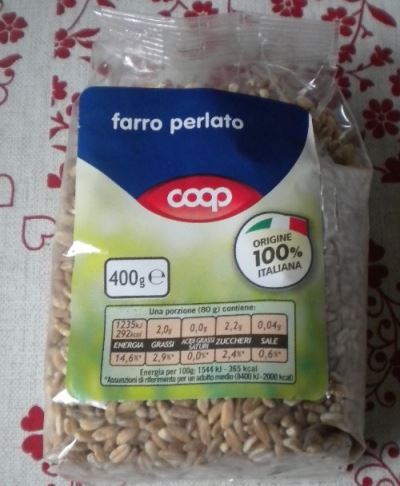 farro perlato
coop
ORIGINE
100%
ITALIANA
400g e
Una porzione (80 g) contiene:
1235kJ 2,0g 0,0g 2,2g 0,04g
292kcal
ENERGIA GRASSI ACIDI GRASSI SATURI ZUCCHERI SALE
14,6%* 2,9%* 0,0%* 2,4%* 0,6%*
Energia per 100g: 1544 kJ - 365 kcal
*Assunzioni di riferimento per un adulto medio (8400 kJ -2000 kcal)